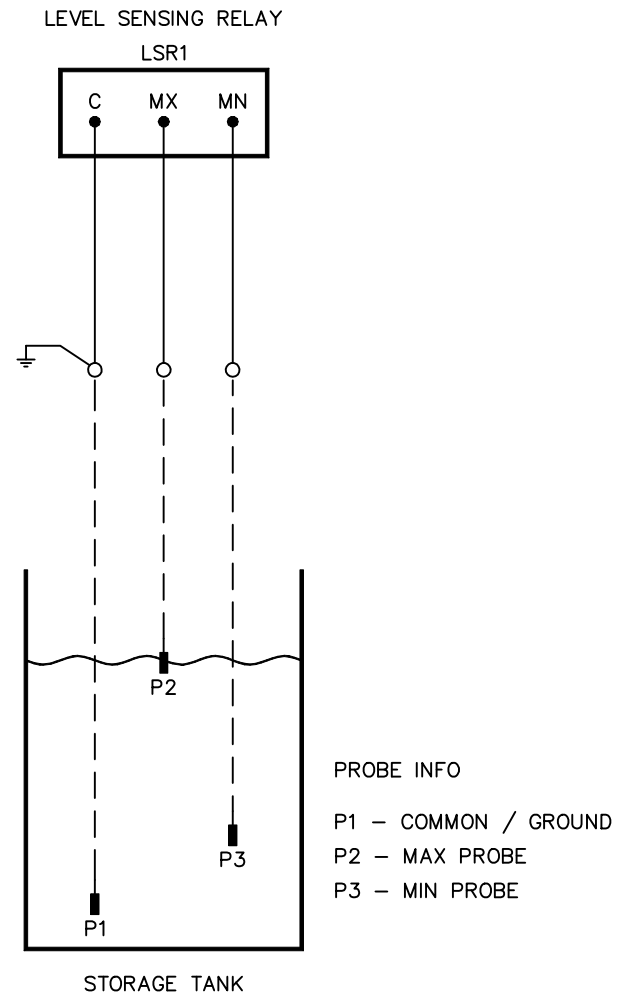 LEVEL SENSING RELAY
LSR1
C MX MN
P2
PROBE INFO
P1 – COMMON / GROUND
P3
P2 – MAX PROBE
P3 – MIN PROBE
P1
STORAGE TANK